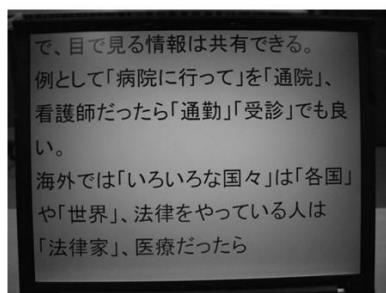 で、目で見る情報は共有できる。
例として「病院に行って」を「通院」、
看護師だったら「通勤」「受診」でも良
い。
海外では「いろいろな国々」は「各国」
や「世界」、法律をやっている人は
「法律家」、医療だったら